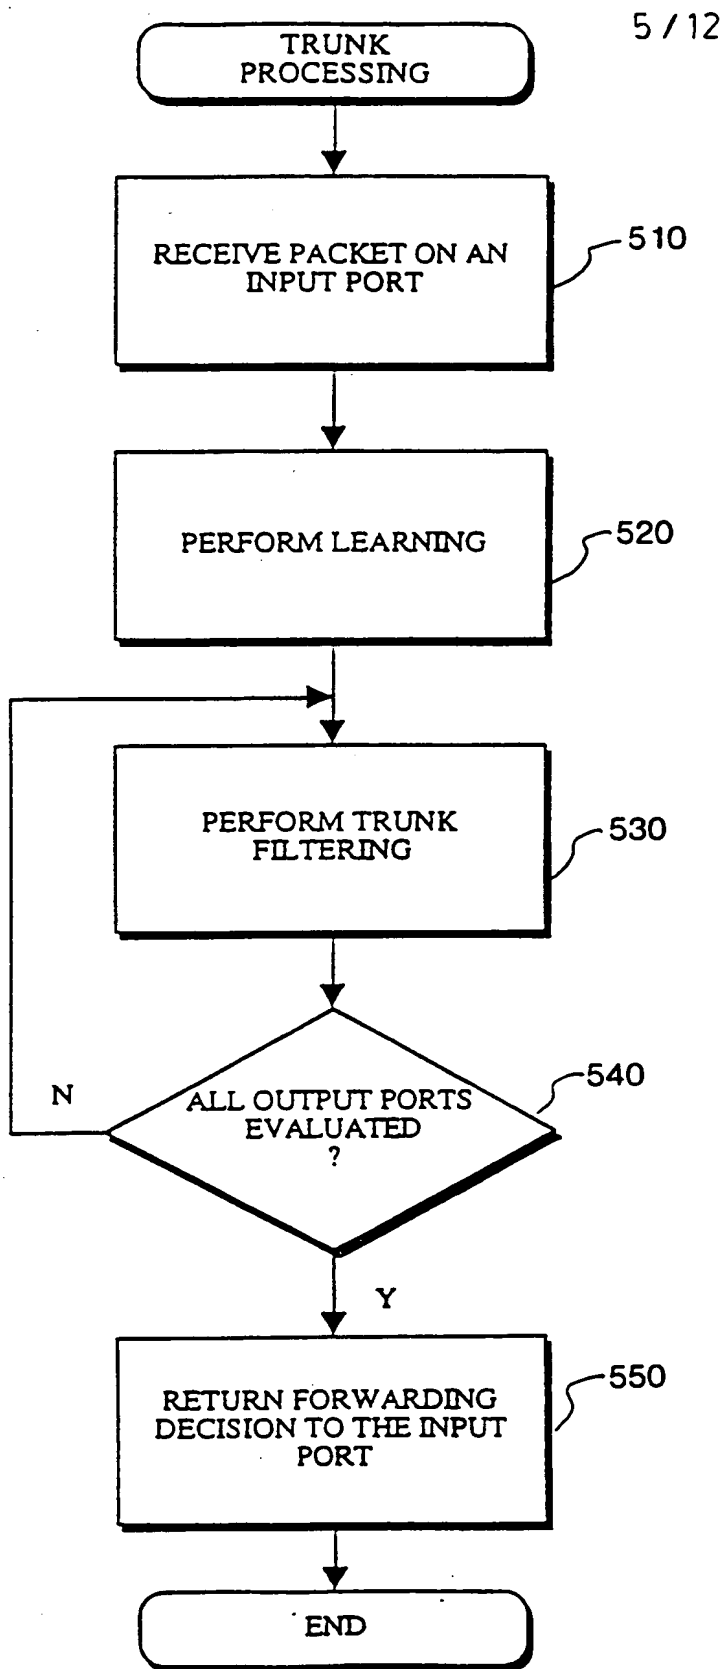 5 / 12
TRUNK
PROCESSING
RECEIVE PACKET ON AN
INPUT PORT
510
PERFORM LEARNING
520
PERFORM TRUNK
FILTERING
530
ALL OUTPUT PORTS
EVALUATED
?
540
N
Y
RETURN FORWARDING
DECISION TO THE INPUT
PORT
550
END